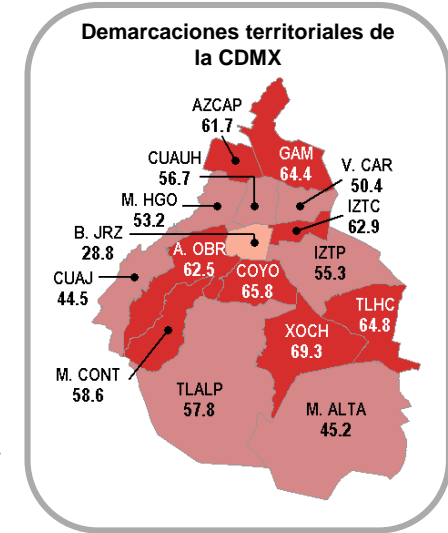 Demarcaciones territoriales de
la CDMX
AZCAP
61.7
GAM
64.4
CUAUH
56.7
V. CAR
50.4
M. HGO
53.2
IZTC
62.9
B. JRZ
28.8
A. OBR
62.5
IZTP
55.3
CUAJ
44.5
COYO
65.8
TLHC
64.8
XOCH
69.3
M. CONT
58.6
TLALP
57.8
M. ALTA
45.2